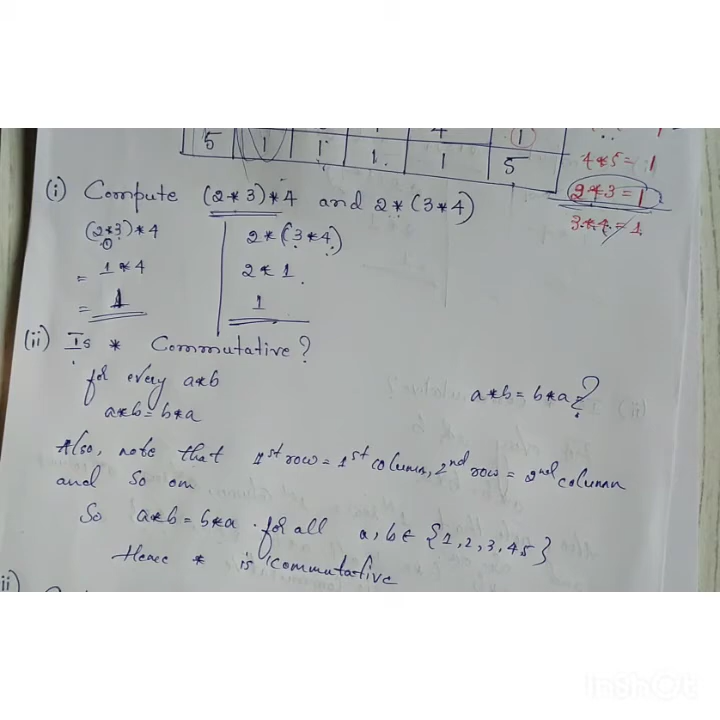 5 1 1 1 1 5
4*5 = 1
2*3 = 1
3*4 = 1
(i) Compute (2*3)*4 and 2*(3*4)
(2*3)*4
= 1*4
= 1
2*(3*4)
2*1
1
(ii) Is * Commutative?
for every a*b
a*b = b*a
a*b = b*a ?
Also, note that 1st row = 1st column, 2nd row = 2nd column
and so on
So a*b = b*a for all a, b ∈ {1,2,3,4 5}
Hence * is commutative
ii)
InShOt